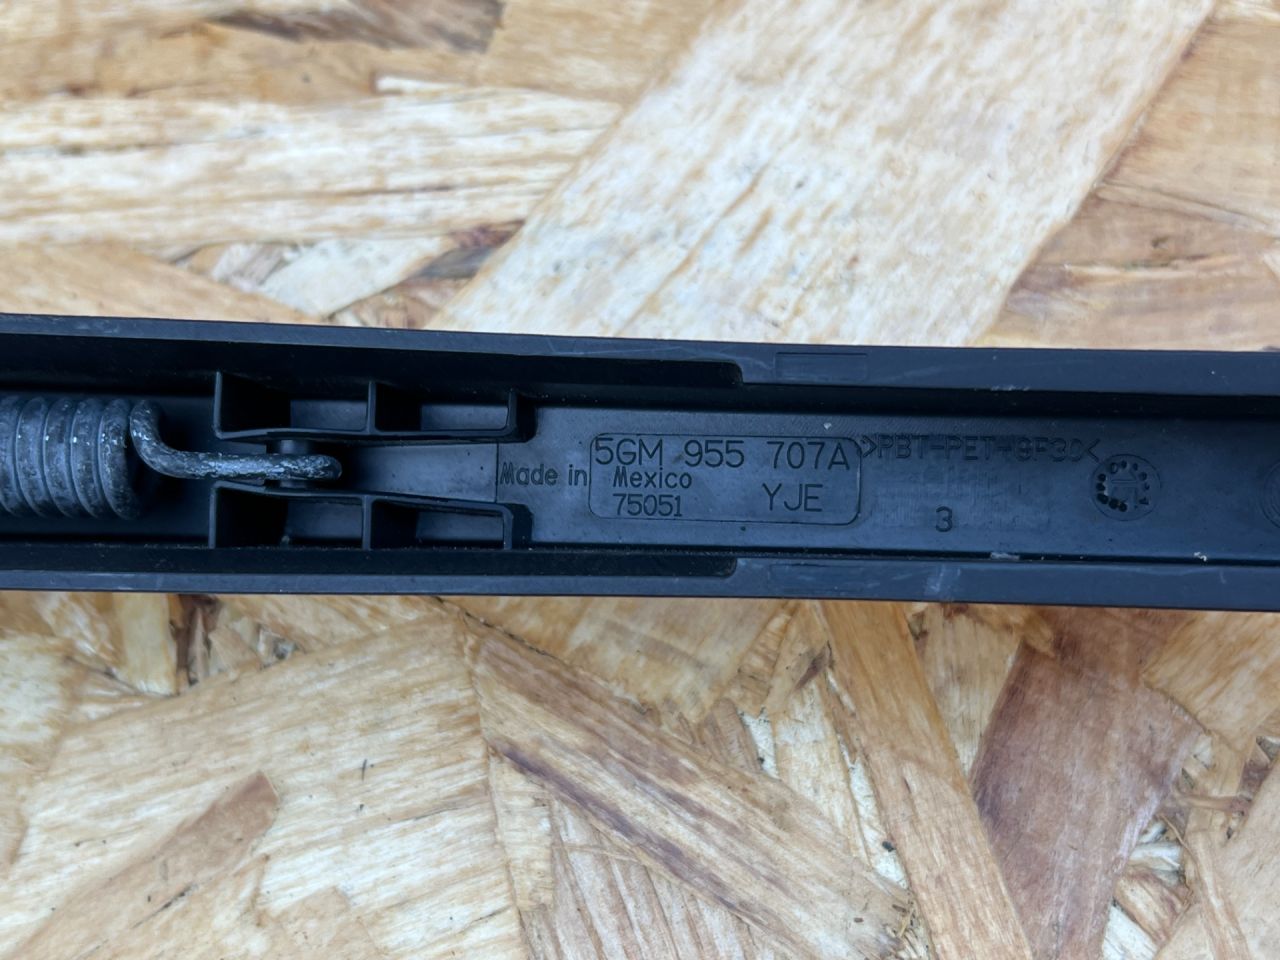 5GM 955 707A
Made in Mexico
75051 YJE
>PBT-PET-GF30<
3